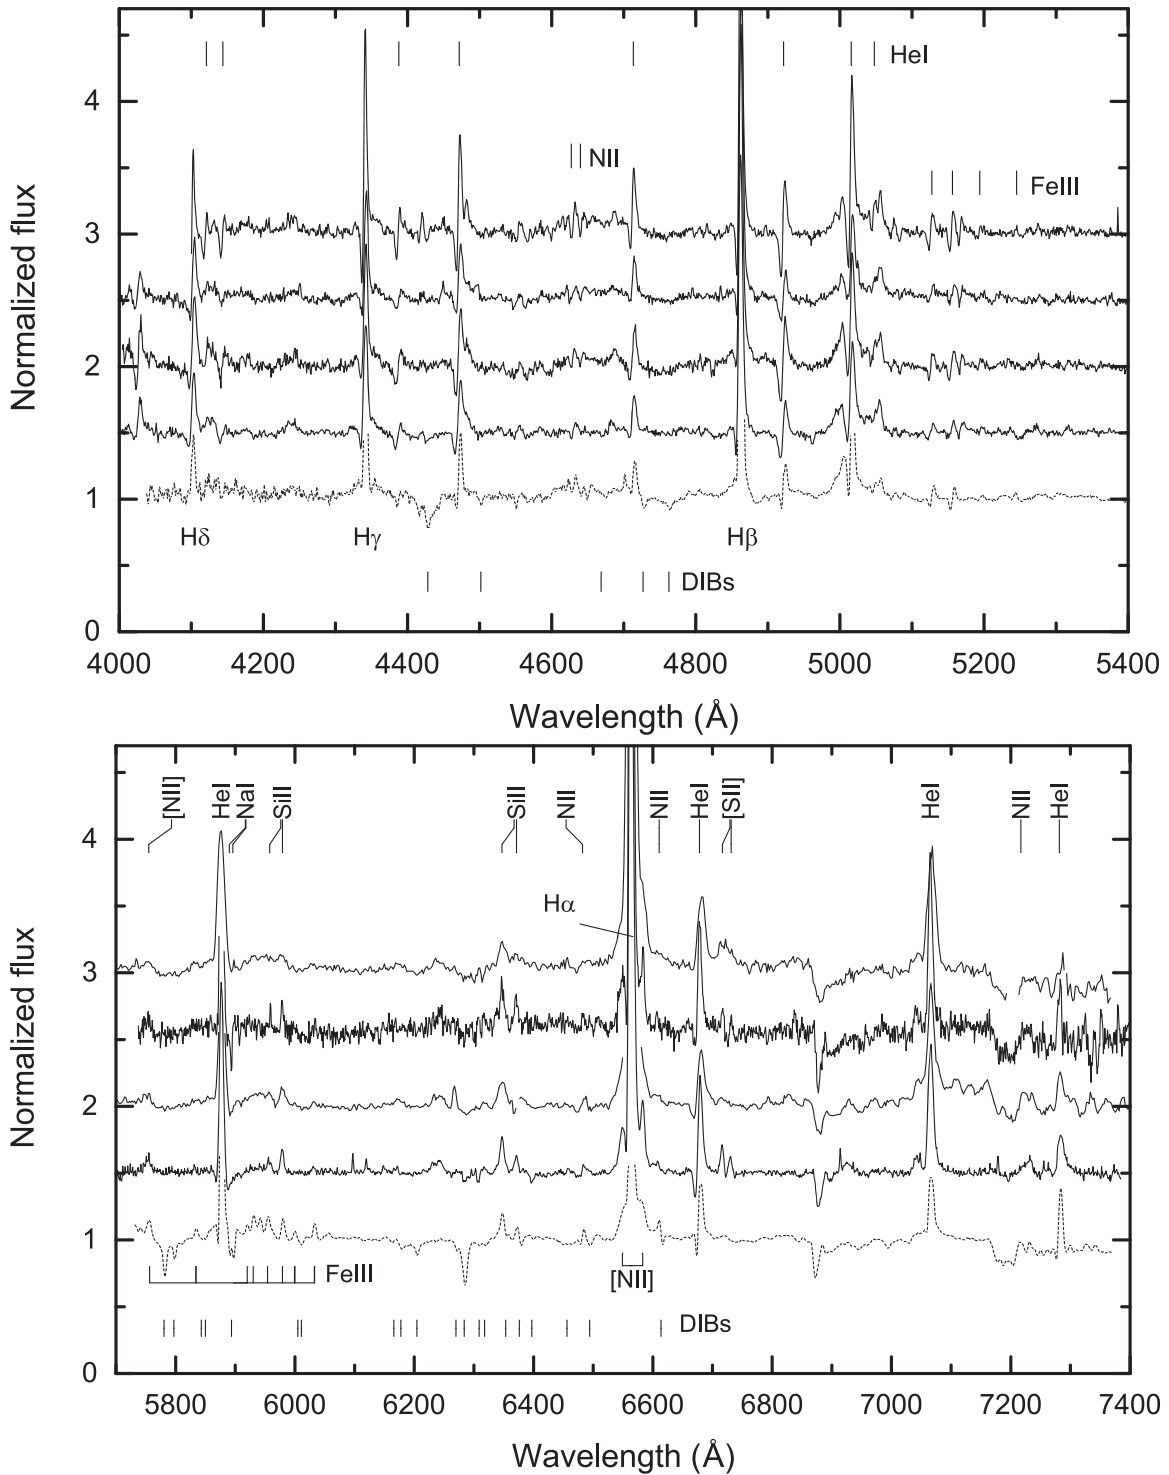 HeI
NII
FeIII
4
3
2
1
0
Normalized flux
Hδ
Hγ
Hβ
DIBs
4000 4200 4400 4600 4800 5000 5200 5400
Wavelength (Å)
[NII] HeI NaI SiII SiII NII NII HeI [SII] HeI NII HeI
Hα
4
3
2
1
0
Normalized flux
FeIII
[NII]
DIBs
5800 6000 6200 6400 6600 6800 7000 7200 7400
Wavelength (Å)